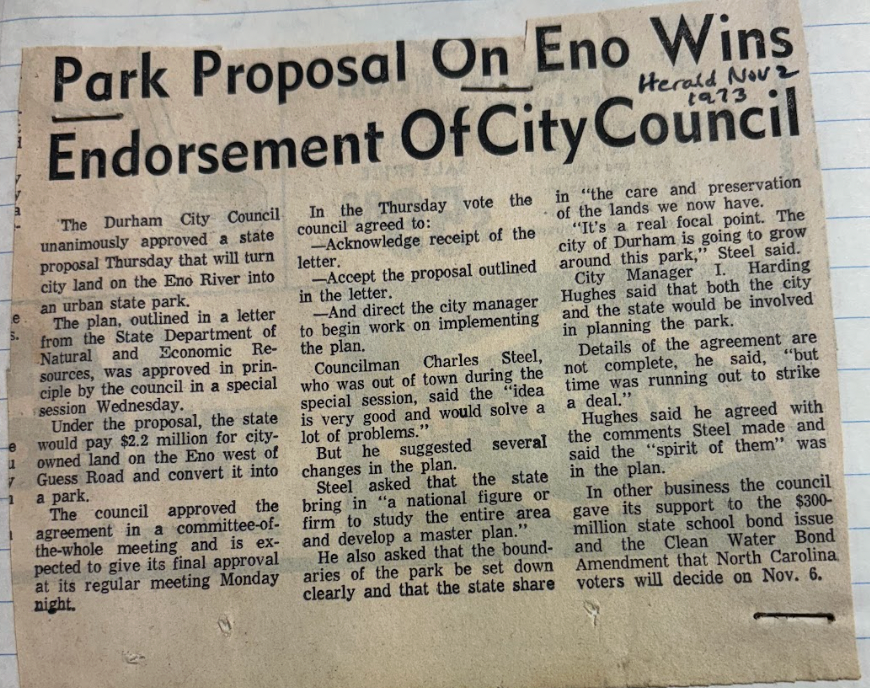 Park Proposal On Eno Wins
Herald Nov 2
1973
Endorsement Of City Council
The Durham City Council
unanimously approved a state
proposal Thursday that will turn
city land on the Eno River into
an urban state park.
The plan, outlined in a letter
from the State Department of
Natural and Economic Re-
sources, was approved in prin-
ciple by the council in a special
session Wednesday.
Under the proposal, the state
would pay $2.2 million for city-
owned land on the Eno west of
Guess Road and convert it into
a park.
The council approved the
agreement in a committee-of-
the-whole meeting and is ex-
pected to give its final approval
at its regular meeting Monday
night.
In the Thursday vote the
council agreed to:
—Acknowledge receipt of the
letter.
—Accept the proposal outlined
in the letter.
—And direct the city manager
to begin work on implementing
the plan.
Councilman Charles Steel,
who was out of town during the
special session, said the "idea
is very good and would solve a
lot of problems."
But he suggested several
changes in the plan.
Steel asked that the state
bring in "a national figure or
firm to study the entire area
and develop a master plan."
He also asked that the bound-
aries of the park be set down
clearly and that the state share
in "the care and preservation
of the lands we now have.
"It's a real focal point. The
city of Durham is going to grow
around this park," Steel said.
City Manager I. Harding
Hughes said that both the city
and the state would be involved
in planning the park.
Details of the agreement are
not complete, he said, "but
time was running out to strike
a deal."
Hughes said he agreed with
the comments Steel made and
said the "spirit of them" was
in the plan.
In other business the council
gave its support to the $300-
million state school bond issue
and the Clean Water Bond
Amendment that North Carolina
voters will decide on Nov. 6.